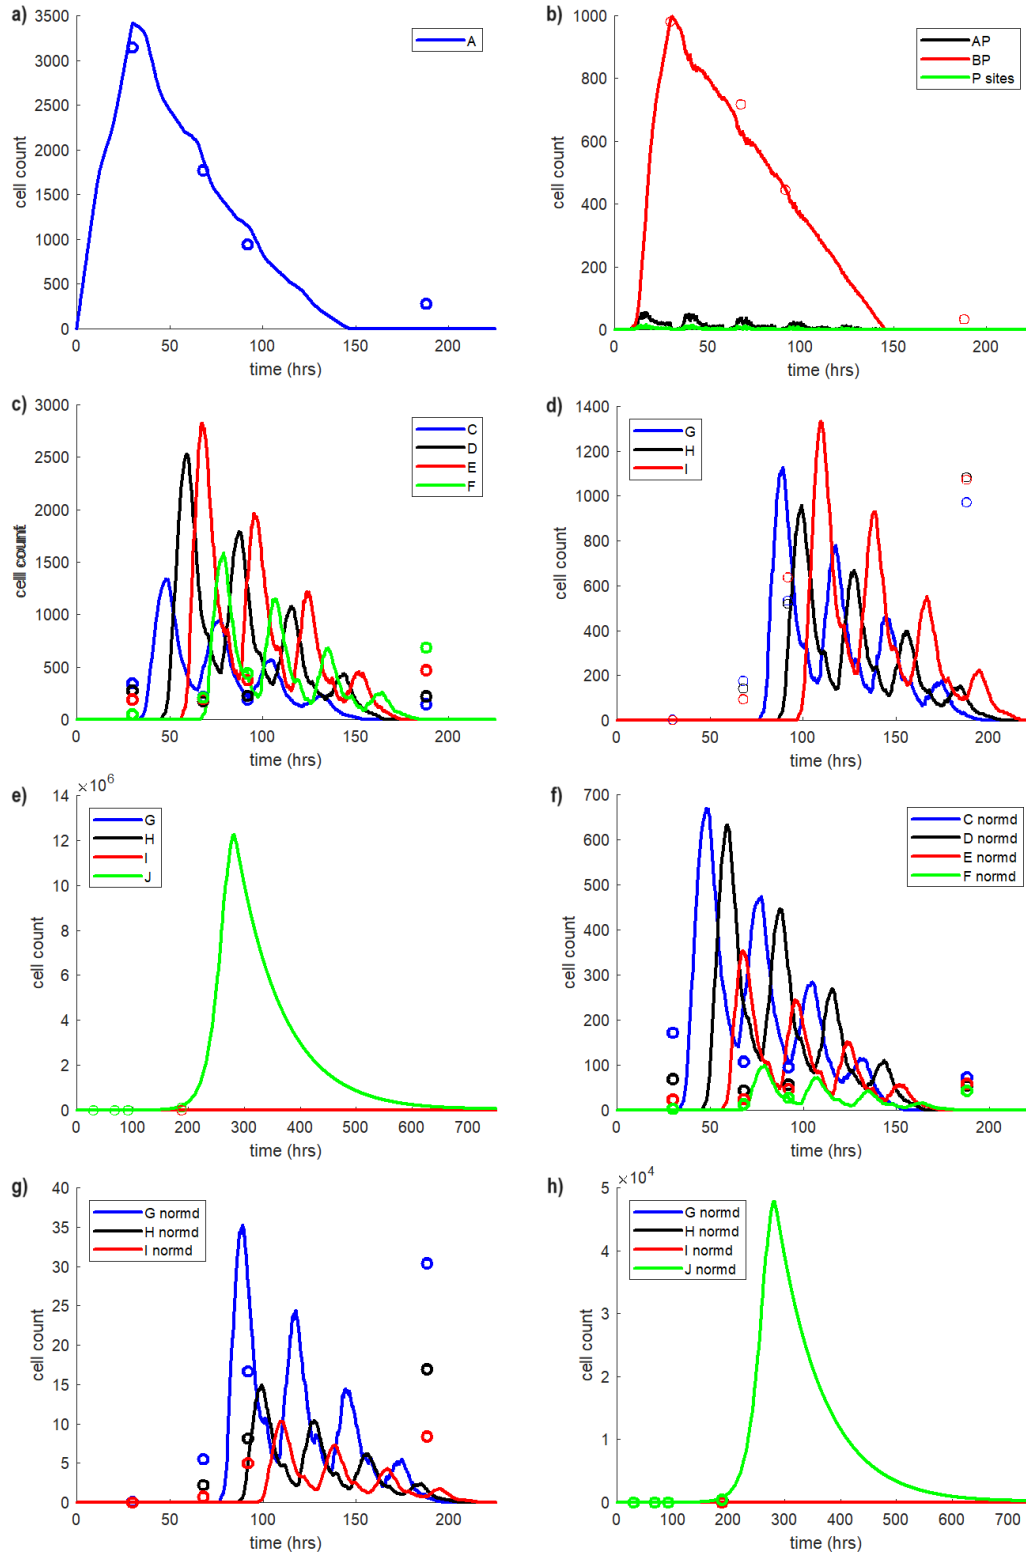 a)
3500
3000
2500
2000
1500
1000
500
0
cell count
0 50 100 150 200
time (hrs)
A
b)
1000
800
600
400
200
0
cell count
0 50 100 150 200
time (hrs)
AP
BP
P sites
c)
3000
2500
2000
1500
1000
500
0
cell count
0 50 100 150 200
time (hrs)
C
D
E
F
d)
1400
1200
1000
800
600
400
200
0
cell count
0 50 100 150 200
time (hrs)
G
H
I
e)
×10^6
14
12
10
8
6
4
2
0
cell count
0 100 200 300 400 500 600 700
time (hrs)
G
H
I
J
f)
700
600
500
400
300
200
100
0
cell count
0 50 100 150 200
time (hrs)
C normd
D normd
E normd
F normd
g)
40
35
30
25
20
15
10
5
0
cell count
0 50 100 150 200
time (hrs)
G normd
H normd
I normd
h)
×10^4
5
4
3
2
1
0
cell count
0 100 200 300 400 500 600 700
time (hrs)
G normd
H normd
I normd
J normd